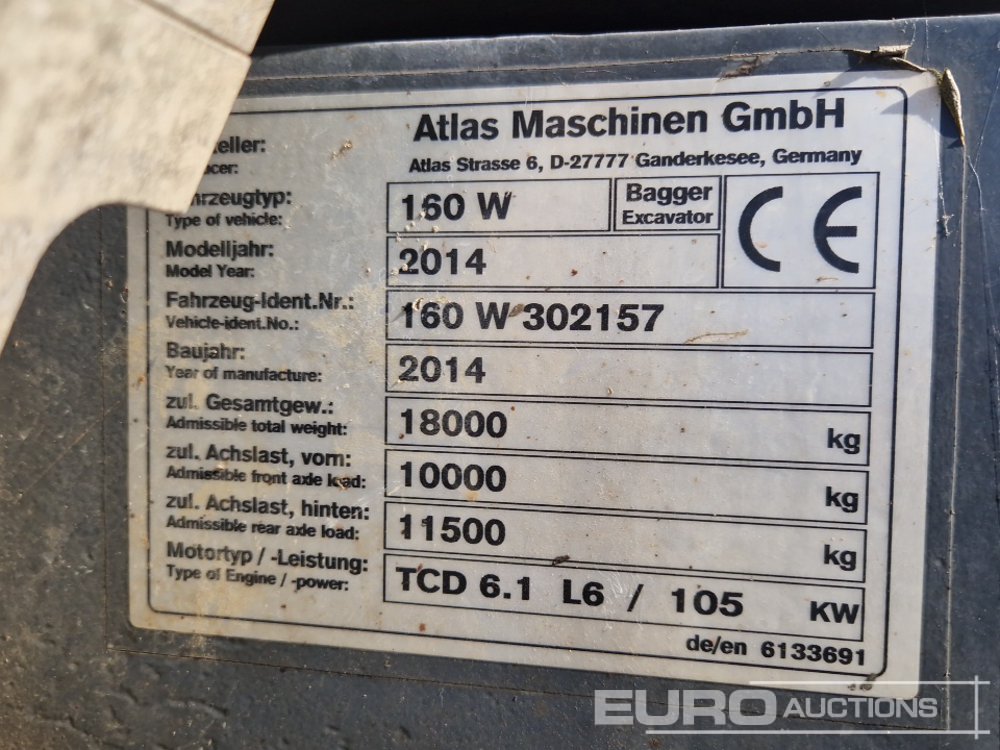 Atlas Maschinen GmbH
Atlas Strasse 6, D-27777 Ganderkesee, Germany
Type of vehicle:
160 W
Bagger
Excavator
CE
Modelljahr:
Model Year:
2014
Fahrzeug-Ident.Nr.:
Vehicle-ident.No.:
160 W 302157
Baujahr:
Year of manufacture:
2014
zul. Gesamtgew.:
Admissible total weight:
18000 kg
zul. Achslast, vorn:
Admissible front axle load:
10000 kg
zul. Achslast, hinten:
Admissible rear axle load:
11500 kg
Motortyp / -Leistung:
Type of Engine / -power:
TCD 6.1 L6 / 105 KW
de/en 6133691
EURO AUCTIONS